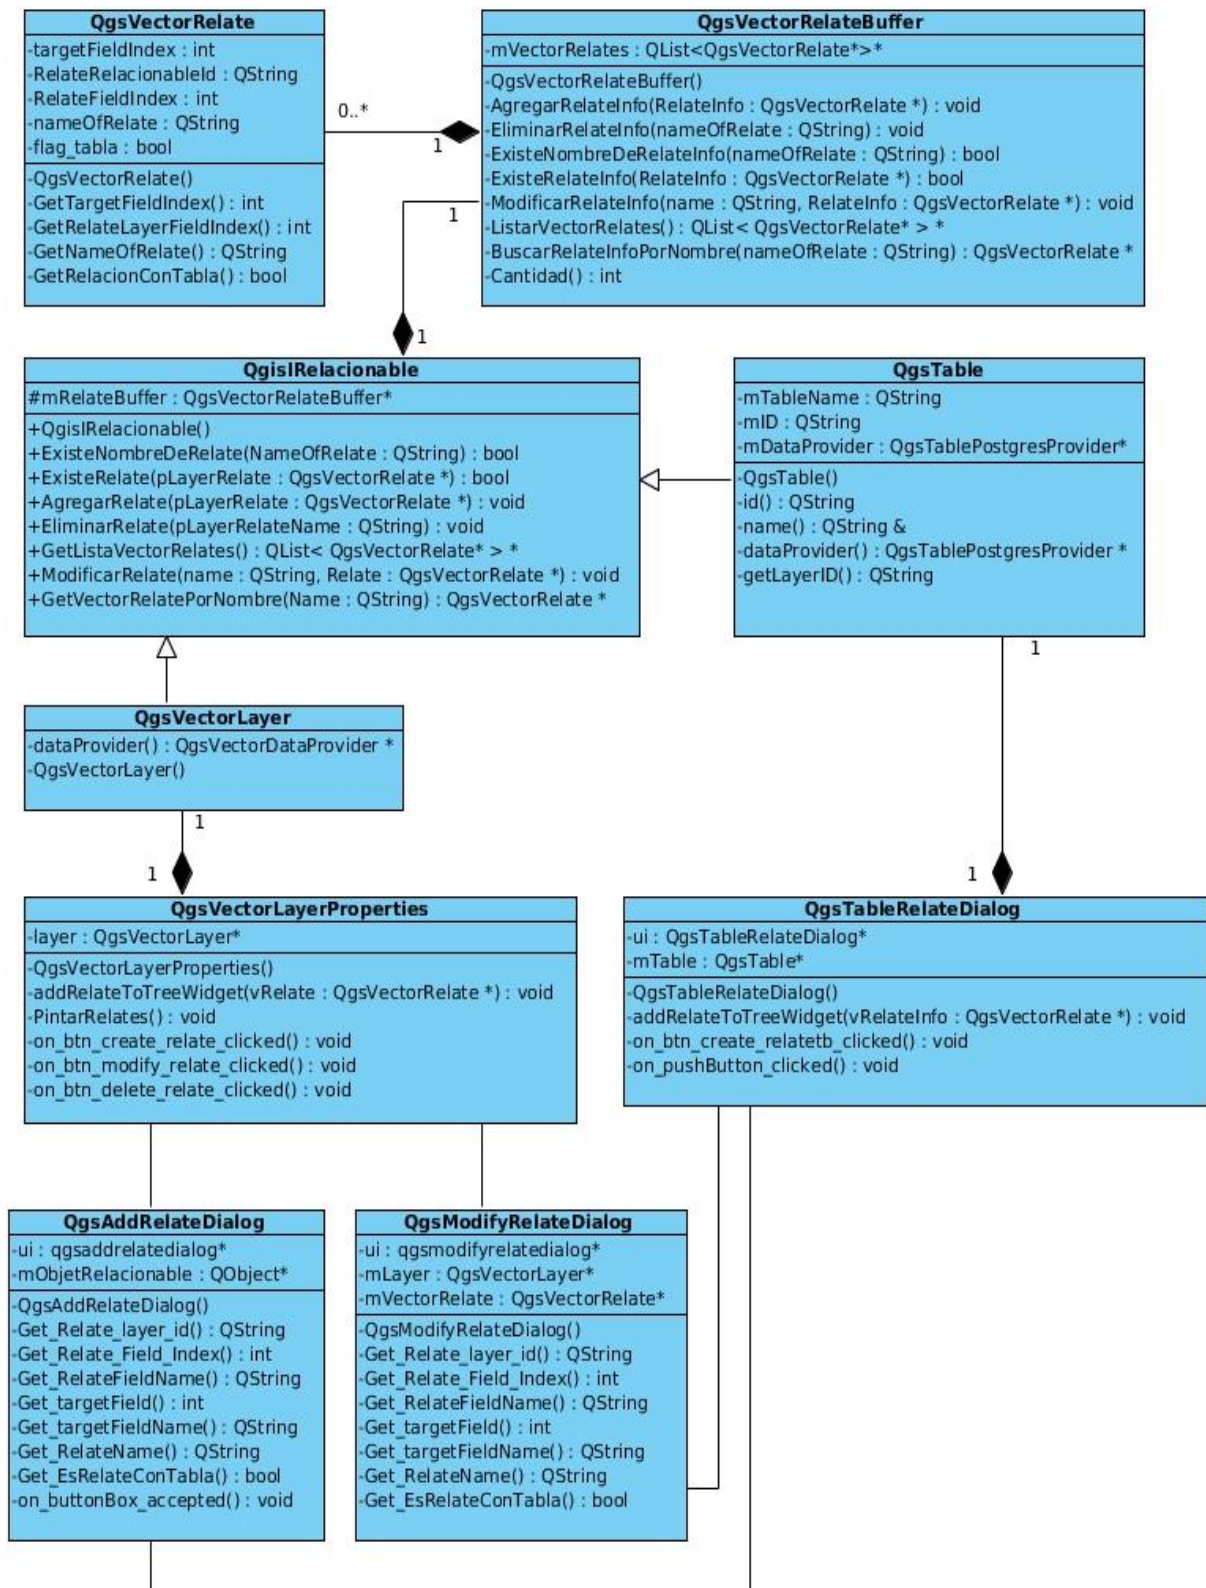 QgsVectorRelate
-targetFieldIndex : int
-RelateRelacionableId : QString
-RelateFieldIndex : int
-nameOfRelate : QString
-flag_tabla : bool
-QgsVectorRelate()
-GetTargetFieldIndex() : int
-GetRelateLayerFieldIndex() : int
-GetNameOfRelate() : QString
-GetRelacionConTabla() : bool
0..*
1
QgsVectorRelateBuffer
-mVectorRelates : QList<QgsVectorRelate*>*
-QgsVectorRelateBuffer()
-AgregarRelateInfo(RelateInfo : QgsVectorRelate *) : void
-EliminarRelateInfo(nameOfRelate : QString) : void
-ExisteNombreDeRelateInfo(nameOfRelate : QString) : bool
-ExisteRelateInfo(RelateInfo : QgsVectorRelate *) : bool
-ModificarRelateInfo(name : QString, RelateInfo : QgsVectorRelate *) : void
-ListarVectorRelates() : QList< QgsVectorRelate* > *
-BuscarRelateInfoPorNombre(nameOfRelate : QString) : QgsVectorRelate *
-Cantidad() : int
1
1
QgisIRelacionable
#mRelateBuffer : QgsVectorRelateBuffer*
+QgisIRelacionable()
+ExisteNombreDeRelate(NameOfRelate : QString) : bool
+ExisteRelate(pLayerRelate : QgsVectorRelate *) : bool
+AgregarRelate(pLayerRelate : QgsVectorRelate *) : void
+EliminarRelate(pLayerRelateName : QString) : void
+GetListaVectorRelates() : QList< QgsVectorRelate* > *
+ModificarRelate(name : QString, Relate : QgsVectorRelate *) : void
+GetVectorRelatePorNombre(Name : QString) : QgsVectorRelate *
QgsTable
-mTableName : QString
-mID : QString
-mDataProvider : QgsTablePostgresProvider*
-QgsTable()
-id() : QString
-name() : QString &
-dataProvider() : QgsTablePostgresProvider *
-getLayerID() : QString
1
QgsVectorLayer
-dataProvider() : QgsVectorDataProvider *
-QgsVectorLayer()
1
1
1
QgsVectorLayerProperties
-layer : QgsVectorLayer*
-QgsVectorLayerProperties()
-addRelateToTreeWidget(vRelate : QgsVectorRelate *) : void
-PintarRelates() : void
-on_btn_create_relate_clicked() : void
-on_btn_modify_relate_clicked() : void
-on_btn_delete_relate_clicked() : void
QgsTableRelateDialog
-ui : QgsTableRelateDialog*
-mTable : QgsTable*
-QgsTableRelateDialog()
-addRelateToTreeWidget(vRelateInfo : QgsVectorRelate *) : void
-on_btn_create_relatetb_clicked() : void
-on_pushButton_clicked() : void
QgsAddRelateDialog
-ui : qgsaddrelatedialog*
-mObjetRelacionable : QObject*
-QgsAddRelateDialog()
-Get_Relate_layer_id() : QString
-Get_Relate_Field_Index() : int
-Get_RelateFieldName() : QString
-Get_targetField() : int
-Get_targetFieldName() : QString
-Get_RelateName() : QString
-Get_EsRelateConTabla() : bool
-on_buttonBox_accepted() : void
QgsModifyRelateDialog
-ui : qgsmodifyrelatedialog*
-mLayer : QgsVectorLayer*
-mVectorRelate : QgsVectorRelate*
-QgsModifyRelateDialog()
-Get_Relate_layer_id() : QString
-Get_Relate_Field_Index() : int
-Get_RelateFieldName() : QString
-Get_targetField() : int
-Get_targetFieldName() : QString
-Get_RelateName() : QString
-Get_EsRelateConTabla() : bool